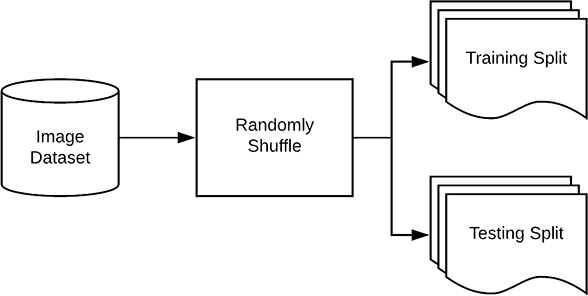 Image
Dataset
Randomly
Shuffle
Training Split
Testing Split